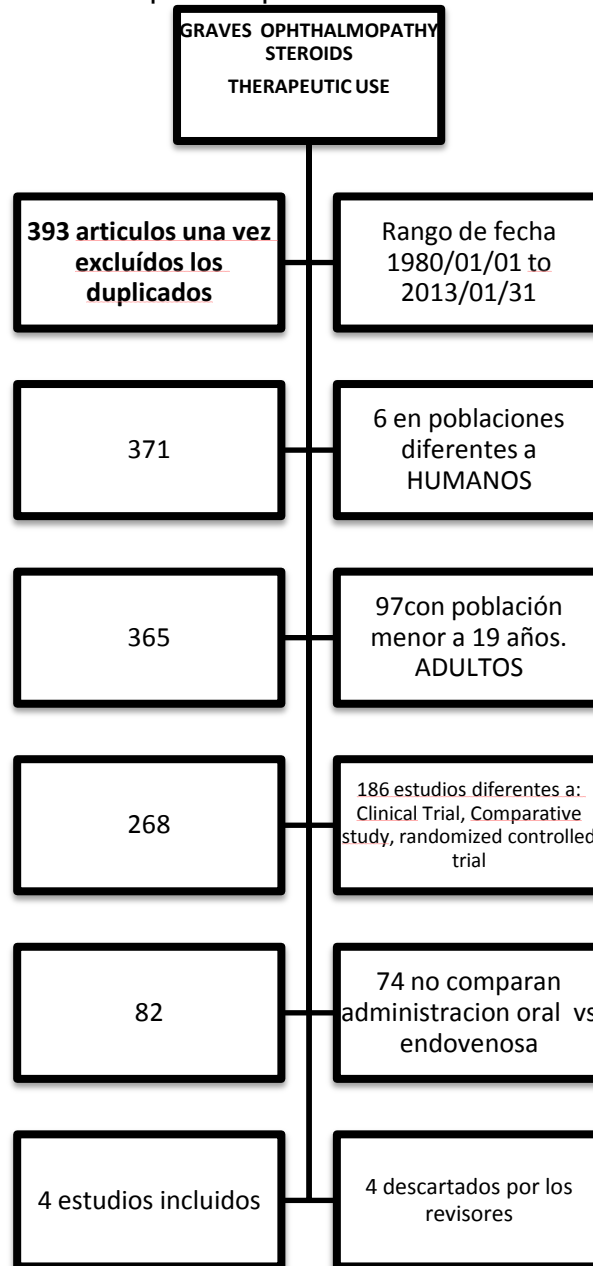 GRAVES OPHTHALMOPATHY
STEROIDS
THERAPEUTIC USE
393 articulos una vez
excluídos los
duplicados
Rango de fecha
1980/01/01 to
2013/01/31
371
6 en poblaciones
diferentes a
HUMANOS
365
97con población
menor a 19 años.
ADULTOS
268
186 estudios diferentes a:
Clinical Trial, Comparative
study, randomized controlled
trial
82
74 no comparan
administracion oral vs
endovenosa
4 estudios incluidos
4 descartados por los
revisores